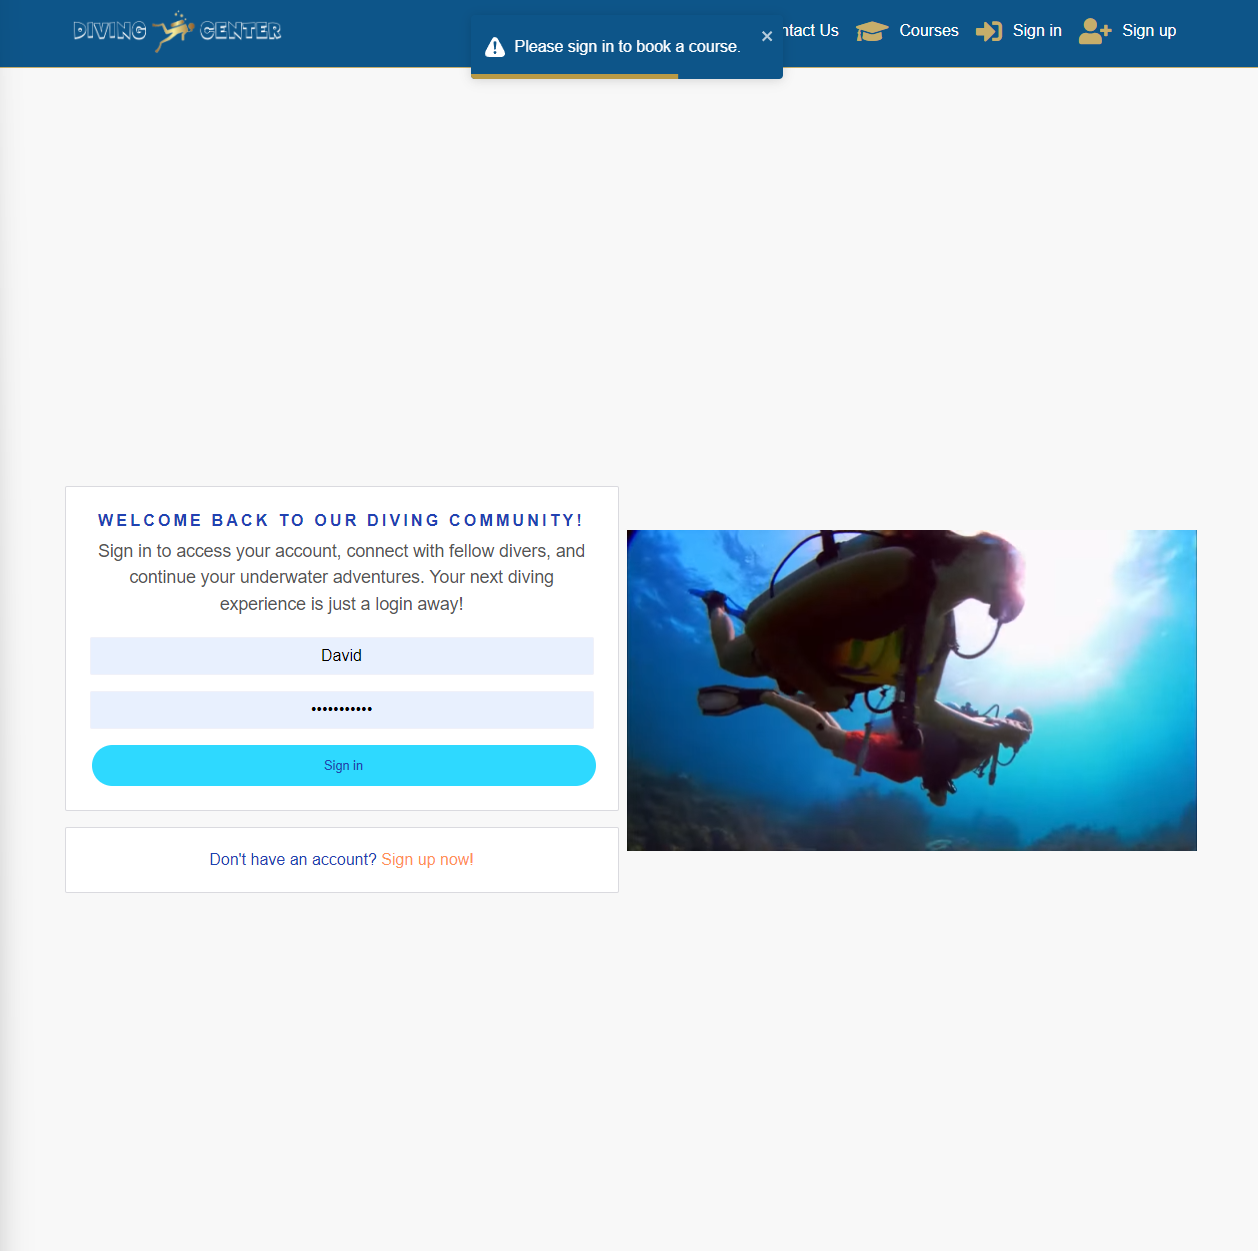 DIVING CENTER
Please sign in to book a course.
ntact Us
Courses
Sign in
Sign up
WELCOME BACK TO OUR DIVING COMMUNITY!
Sign in to access your account, connect with fellow divers, and
continue your underwater adventures. Your next diving
experience is just a login away!
David
•••••••••••
Sign in
Don't have an account? Sign up now!